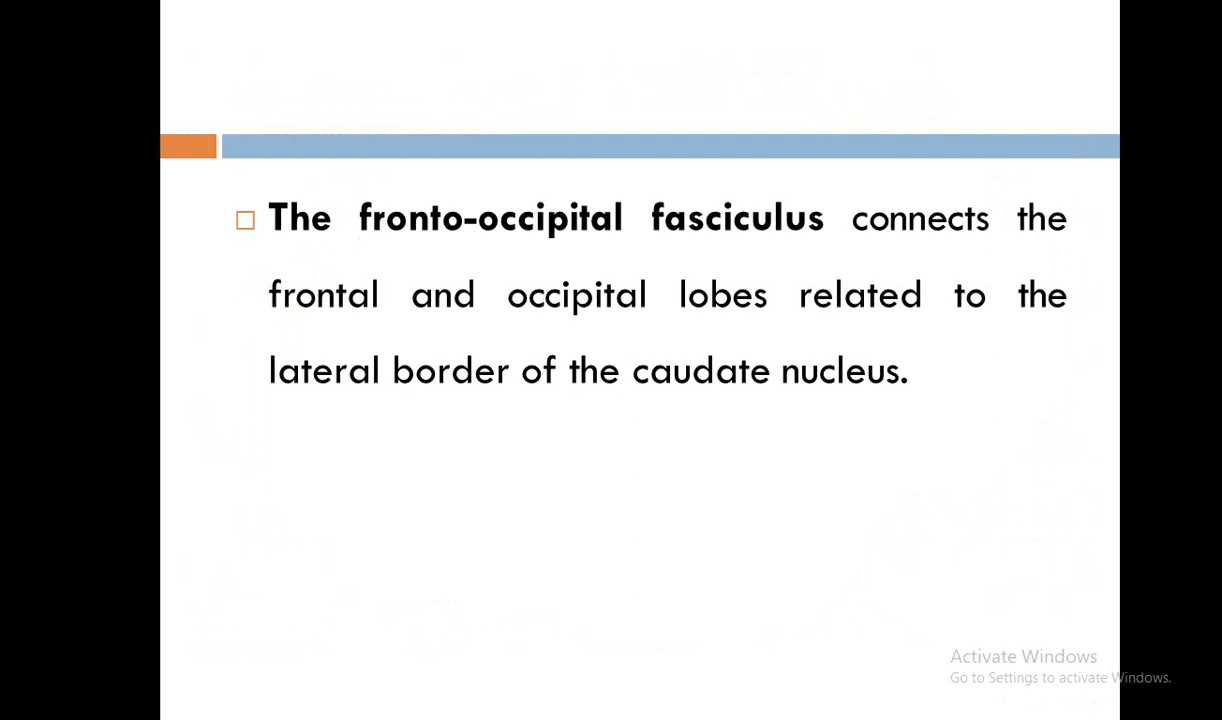 The fronto-occipital fasciculus connects the
frontal and occipital lobes related to the
lateral border of the caudate nucleus.
Activate Windows
Go to Settings to activate Windows.